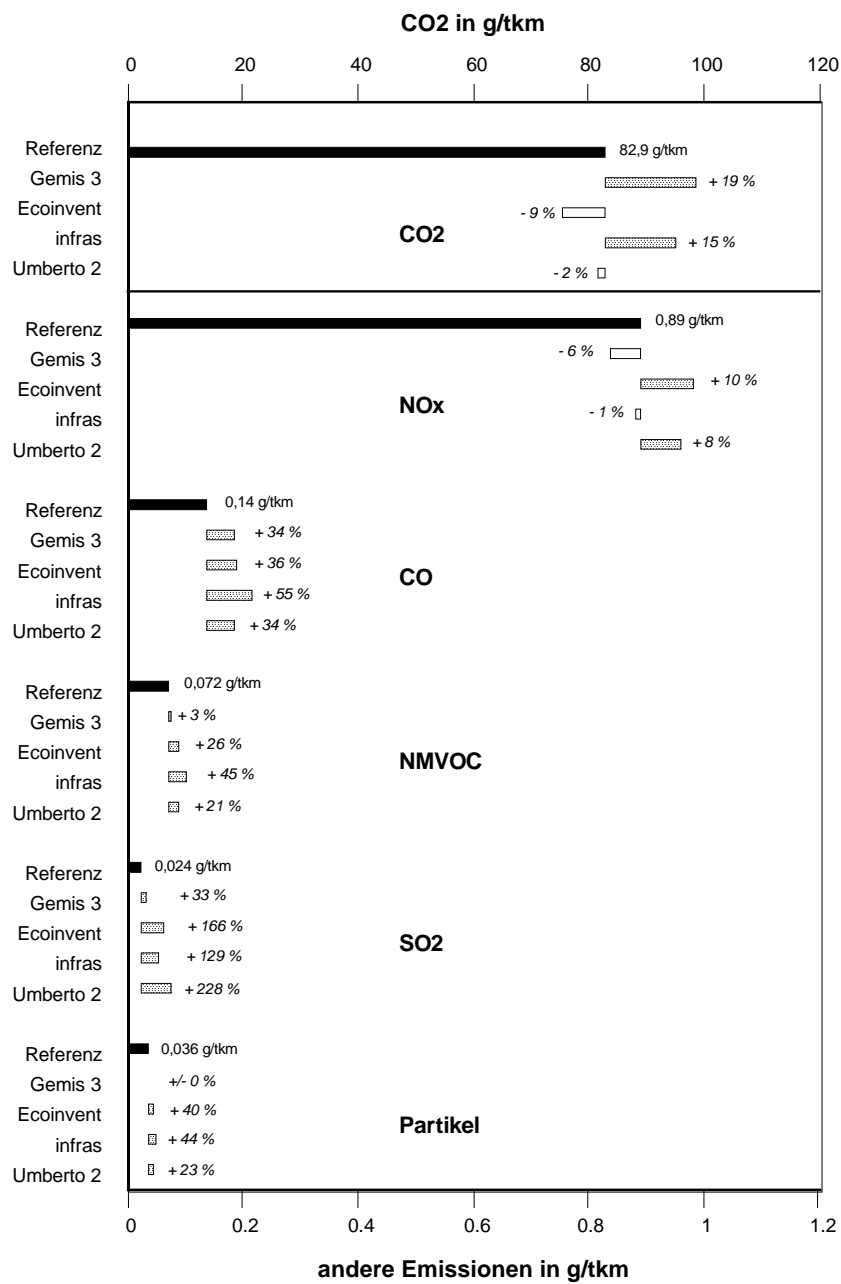 CO2 in g/tkm
0 20 40 60 80 100 120
Referenz 82,9 g/tkm
Gemis 3 + 19 %
Ecoinvent - 9 %
CO2
infras + 15 %
Umberto 2 - 2 %
Referenz 0,89 g/tkm
Gemis 3 - 6 %
Ecoinvent + 10 %
NOx
infras - 1 %
Umberto 2 + 8 %
Referenz 0,14 g/tkm
Gemis 3 + 34 %
Ecoinvent + 36 %
CO
infras + 55 %
Umberto 2 + 34 %
Referenz 0,072 g/tkm
Gemis 3 + 3 %
Ecoinvent + 26 %
NMVOC
infras + 45 %
Umberto 2 + 21 %
Referenz 0,024 g/tkm
Gemis 3 + 33 %
Ecoinvent + 166 %
SO2
infras + 129 %
Umberto 2 + 228 %
Referenz 0,036 g/tkm
Gemis 3 +/- 0 %
Ecoinvent + 40 %
Partikel
infras + 44 %
Umberto 2 + 23 %
0 0.2 0.4 0.6 0.8 1 1.2
andere Emissionen in g/tkm